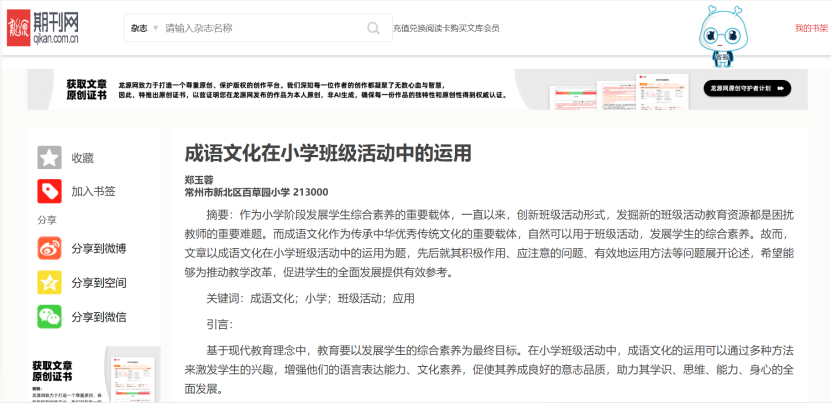 龙源 期刊网
qikan.com.cn
杂志 请输入杂志名称
充值兑换阅读卡购买文库会员
客服
我的书架
获取文章
原创证书
龙源网致力于打造一个尊重原创、保护版权的创作平台。我们深知每一位作者的创作都凝聚了无数心血与智慧,
因此,特推出原创证书,以兹证明您在龙源网发布的作品为本人原创,非AI生成,确保每一份作品的独特性和原创性得到权威认证。
龙源网原创守护者计划
收藏
加入书签
分享
分享到微博
分享到空间
分享到微信
获取文章
原创证书
成语文化在小学班级活动中的运用
郑玉蓉
常州市新北区百草园小学 213000
摘要:作为小学阶段发展学生综合素养的重要载体,一直以来,创新班级活动形式,发掘新的班级活动教育资源都是困扰
教师的重要难题。而成语文化作为传承中华优秀传统文化的重要载体,自然可以用于班级活动,发展学生的综合素养。故而,
文章以成语文化在小学班级活动中的运用为题,先后就其积极作用、应注意的问题、有效地运用方法等问题展开论述,希望能
够为推动教学改革,促进学生的全面发展提供有效参考。
关键词:成语文化;小学;班级活动;应用
引言:
基于现代教育理念中,教育要以发展学生的综合素养为最终目标。在小学班级活动中,成语文化的运用可以通过多种方法
来激发学生的兴趣,增强他们的语言表达能力、文化素养,促使其养成良好的意志品质,助力其学识、思维、能力、身心的全
面发展。